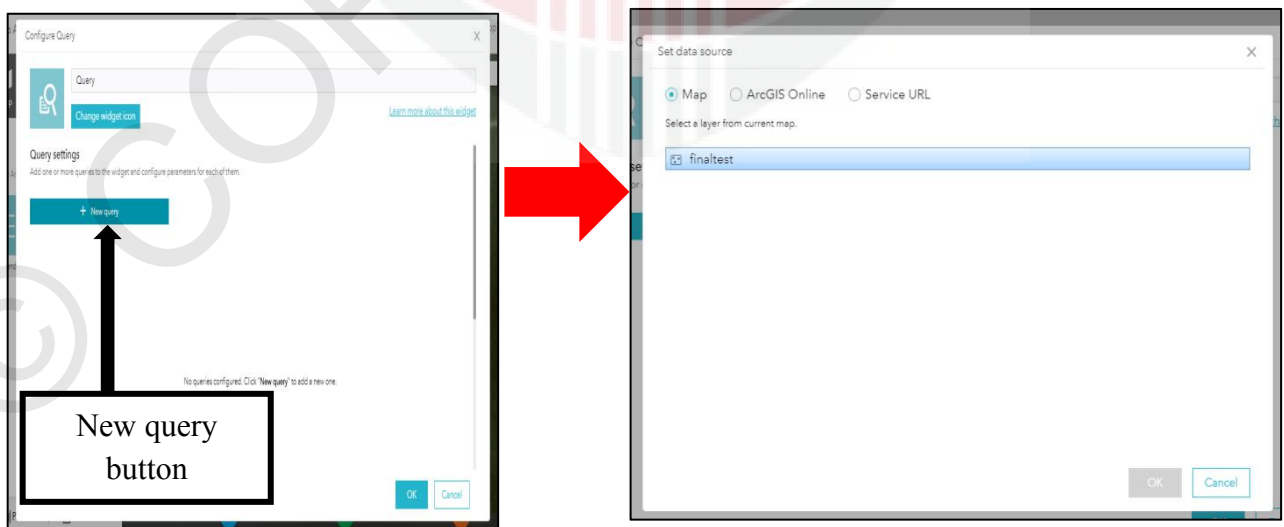 Configure Query
X
Query
Change widget icon
Learn more about this widget
Query settings
Add one or more queries to the widget and configure parameters for each of them.
+ New query
No queries configured. Click "New query" to add a new one.
New query
button
OK
Cancel
Set data source
X
Map
ArcGIS Online
Service URL
Select a layer from current map.
finaltest
OK
Cancel